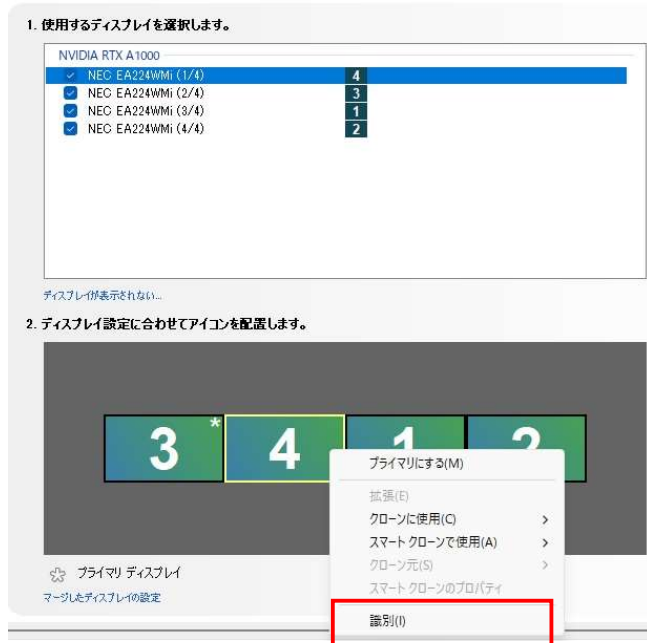 1. 使用するディスプレイを選択します。
NVIDIA RTX A1000
NEC EA224WMi (1/4) 4
NEC EA224WMi (2/4) 3
NEC EA224WMi (3/4) 1
NEC EA224WMi (4/4) 2
ディスプレイが表示されない...
2. ディスプレイ設定に合わせてアイコンを配置します。
3 * 4 1 2
プライマリにする(M)
拡張(E)
クローンに使用(C)
スマート クローンで使用(A)
クローン元(S)
スマート クローンのプロパティ
識別(I)
プライマリ ディスプレイ
マージしたディスプレイの設定